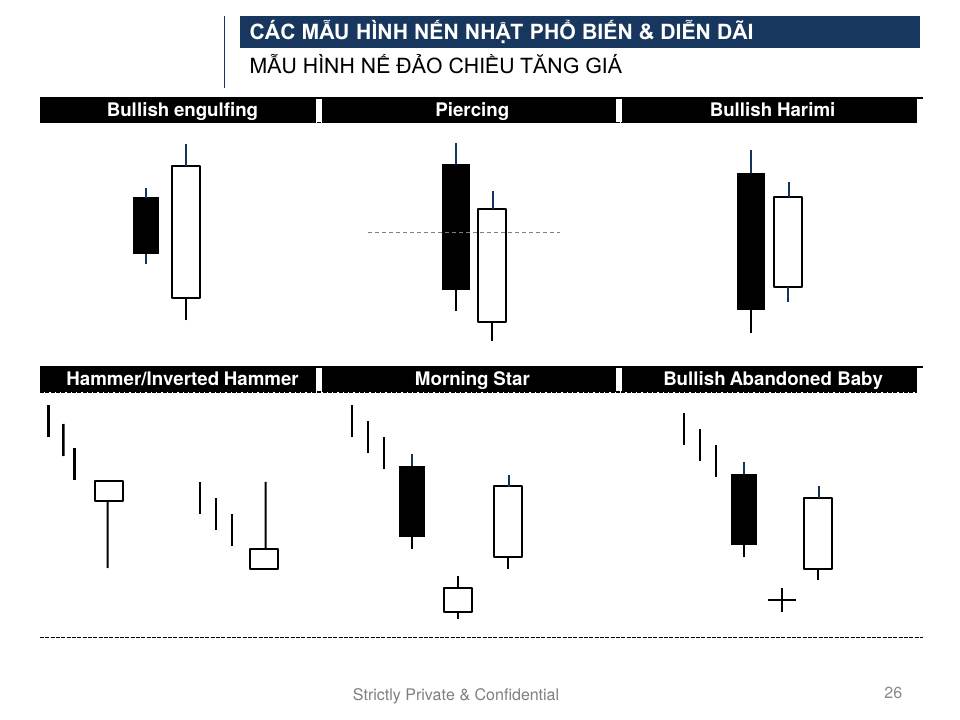 CÁC MẪU HÌNH NẾN NHẬT PHỔ BIẾN & DIỄN DÃI
MẪU HÌNH NẾ ĐẢO CHIỀU TĂNG GIÁ
Bullish engulfing
Piercing
Bullish Harimi
Hammer/Inverted Hammer
Morning Star
Bullish Abandoned Baby
Strictly Private & Confidential
26